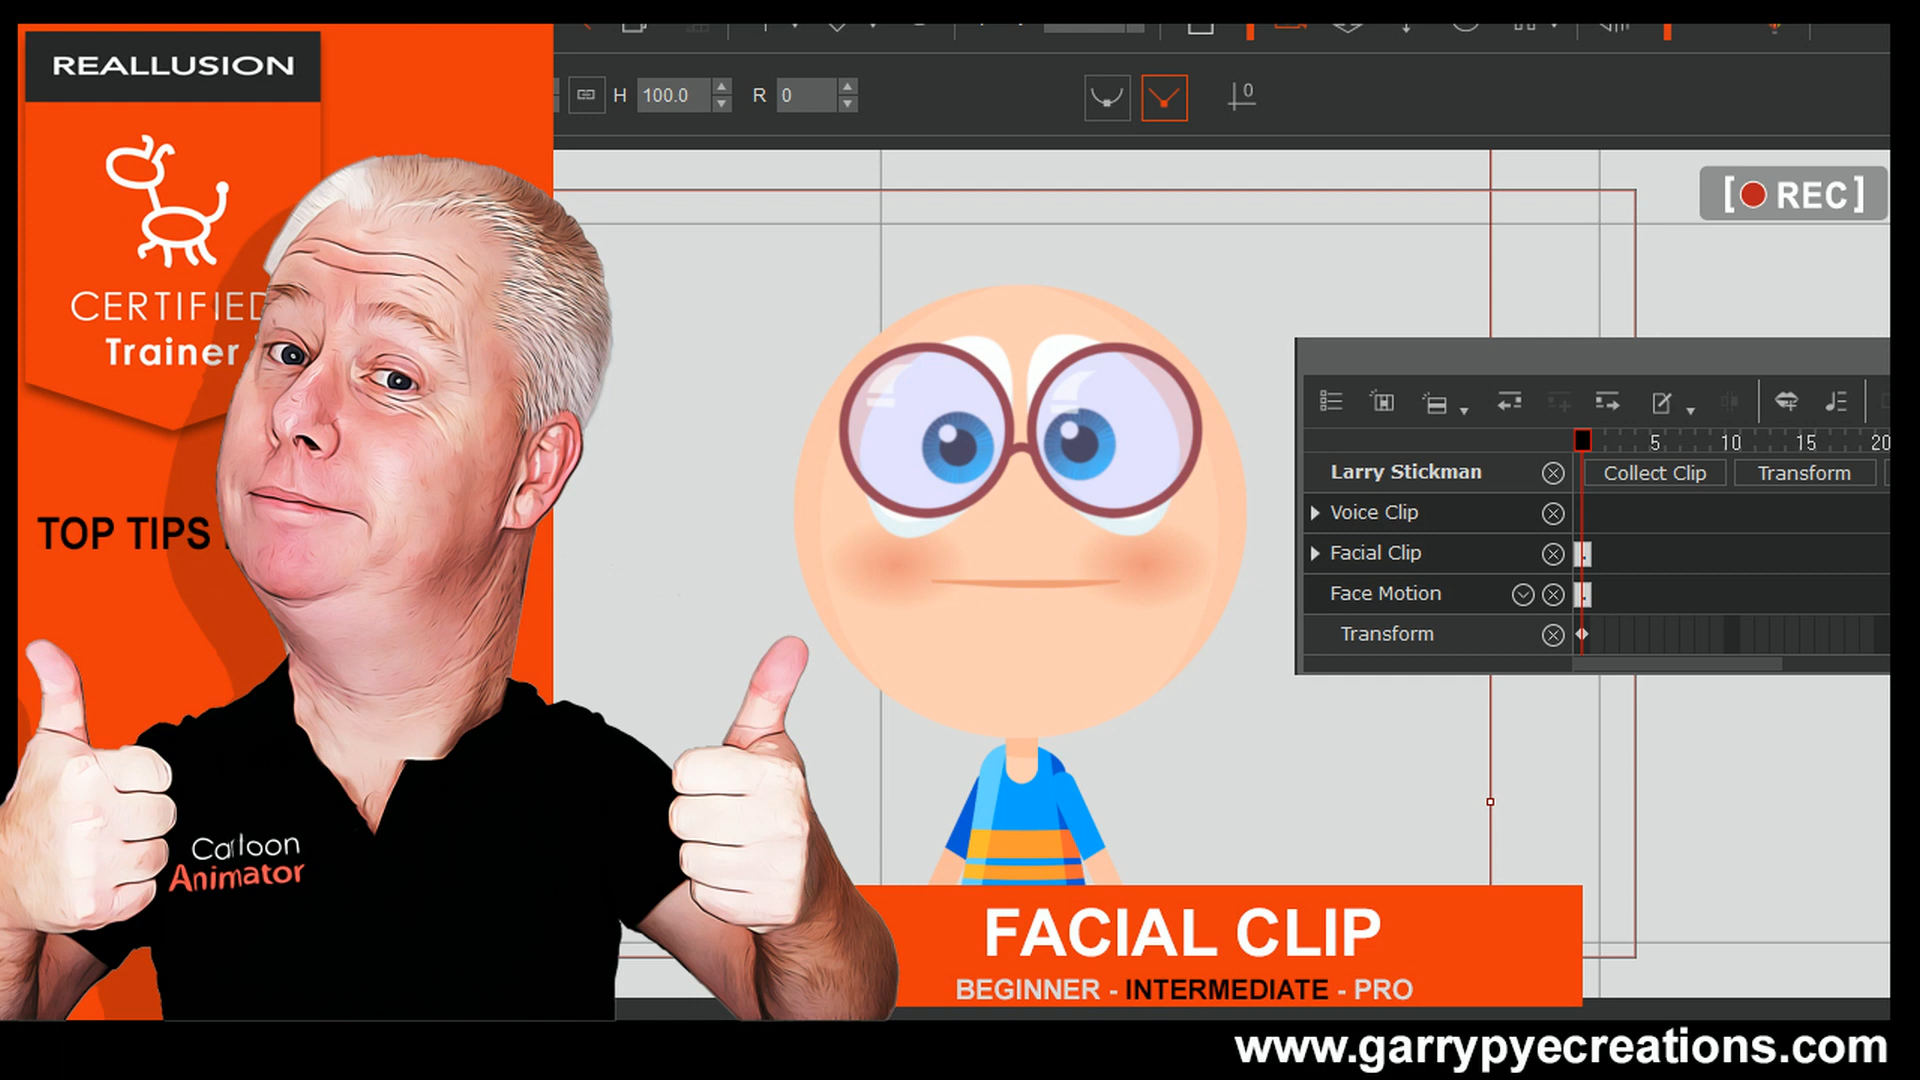 REALLUSION
CERTIFIED
Trainer
TOP TIPS
Cartoon
Animator
H 100.0 R 0
0
[ REC ]
5 10 15 20
Larry Stickman Collect Clip Transform
Voice Clip
Facial Clip
Face Motion
Transform
FACIAL CLIP
BEGINNER - INTERMEDIATE - PRO
www.garrypyecreations.com